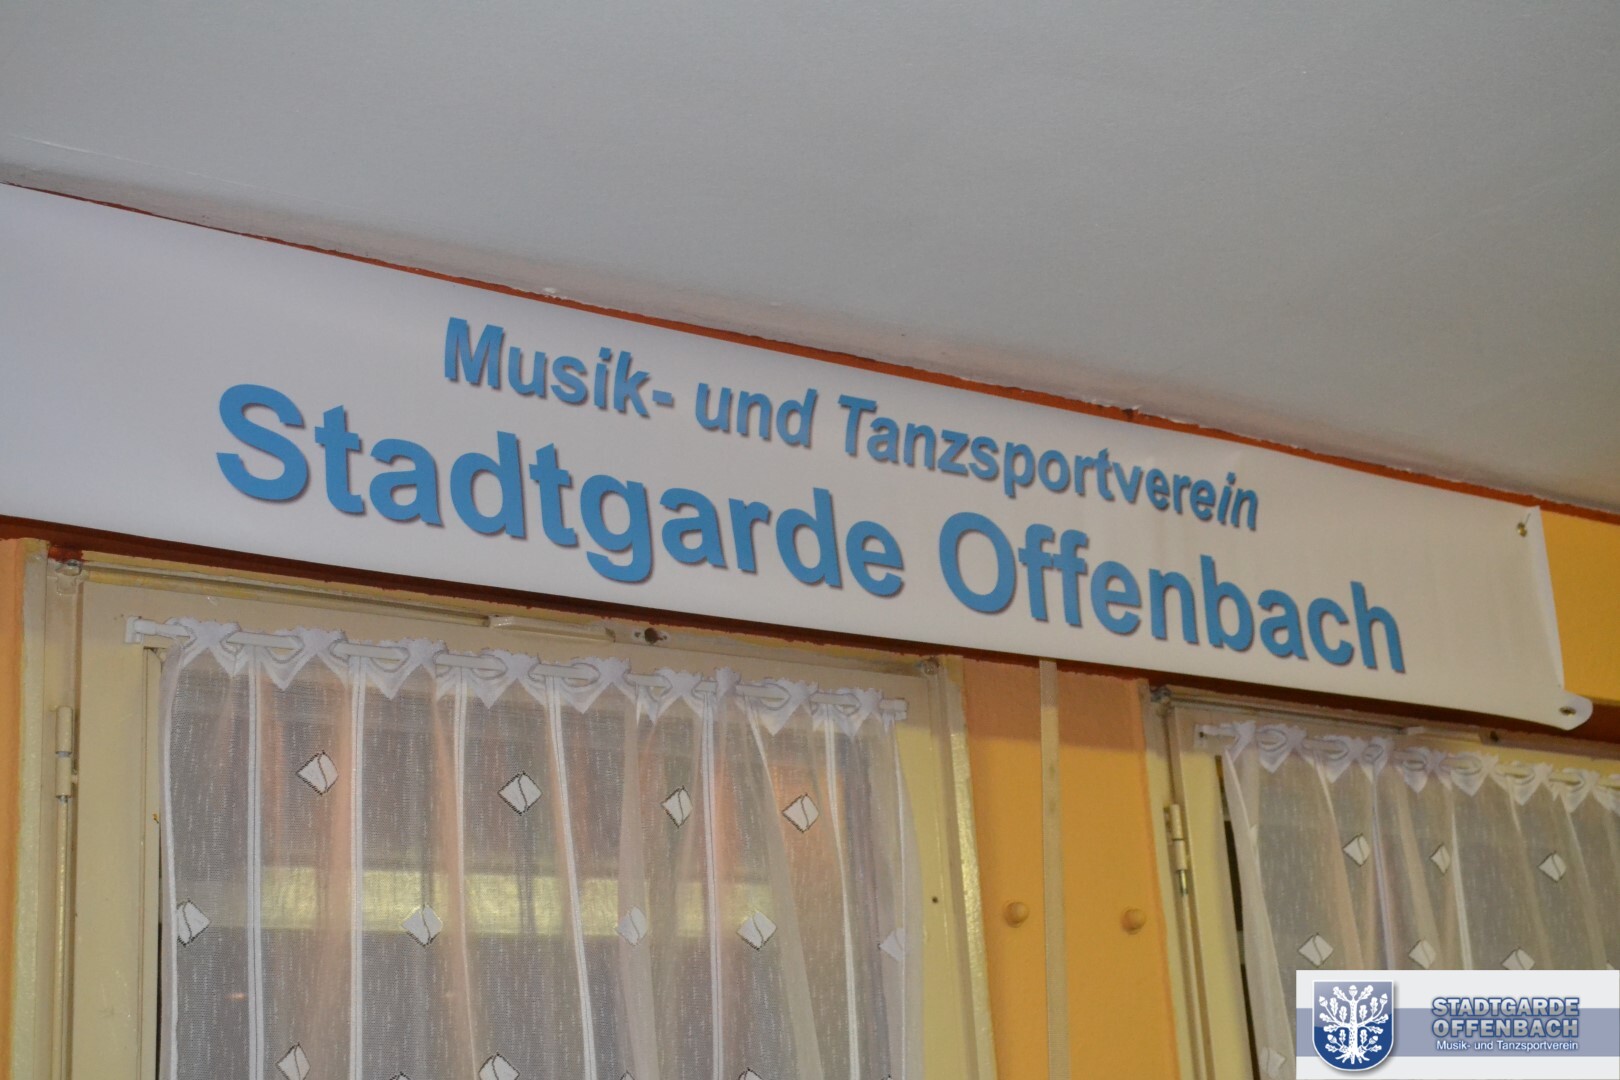 Musik- und Tanzsportverein
Stadtgarde Offenbach
STADTGARDE
OFFENBACH
Musik- und Tanzsportverein